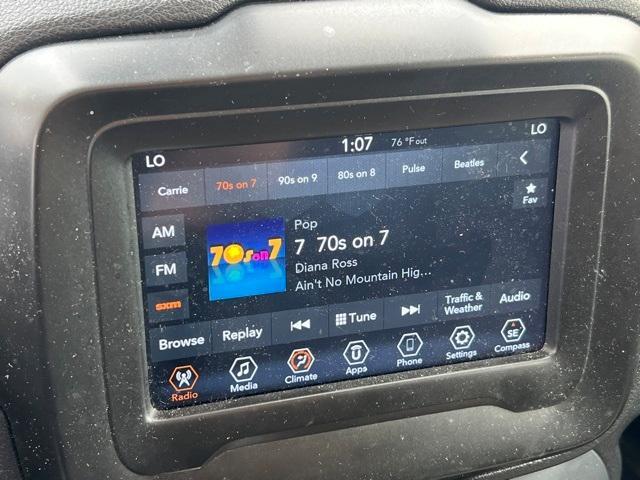 LO 1:07 76 °F out LO
Carrie 70s on 7 90s on 9 80s on 8 Pulse Beatles
AM
FM
sxm
Fav
70s on 7
Pop
7 70s on 7
Diana Ross
Ain't No Mountain Hig...
Browse Replay Tune Traffic & Weather Audio
Radio Media Climate Apps Phone Settings SE Compass